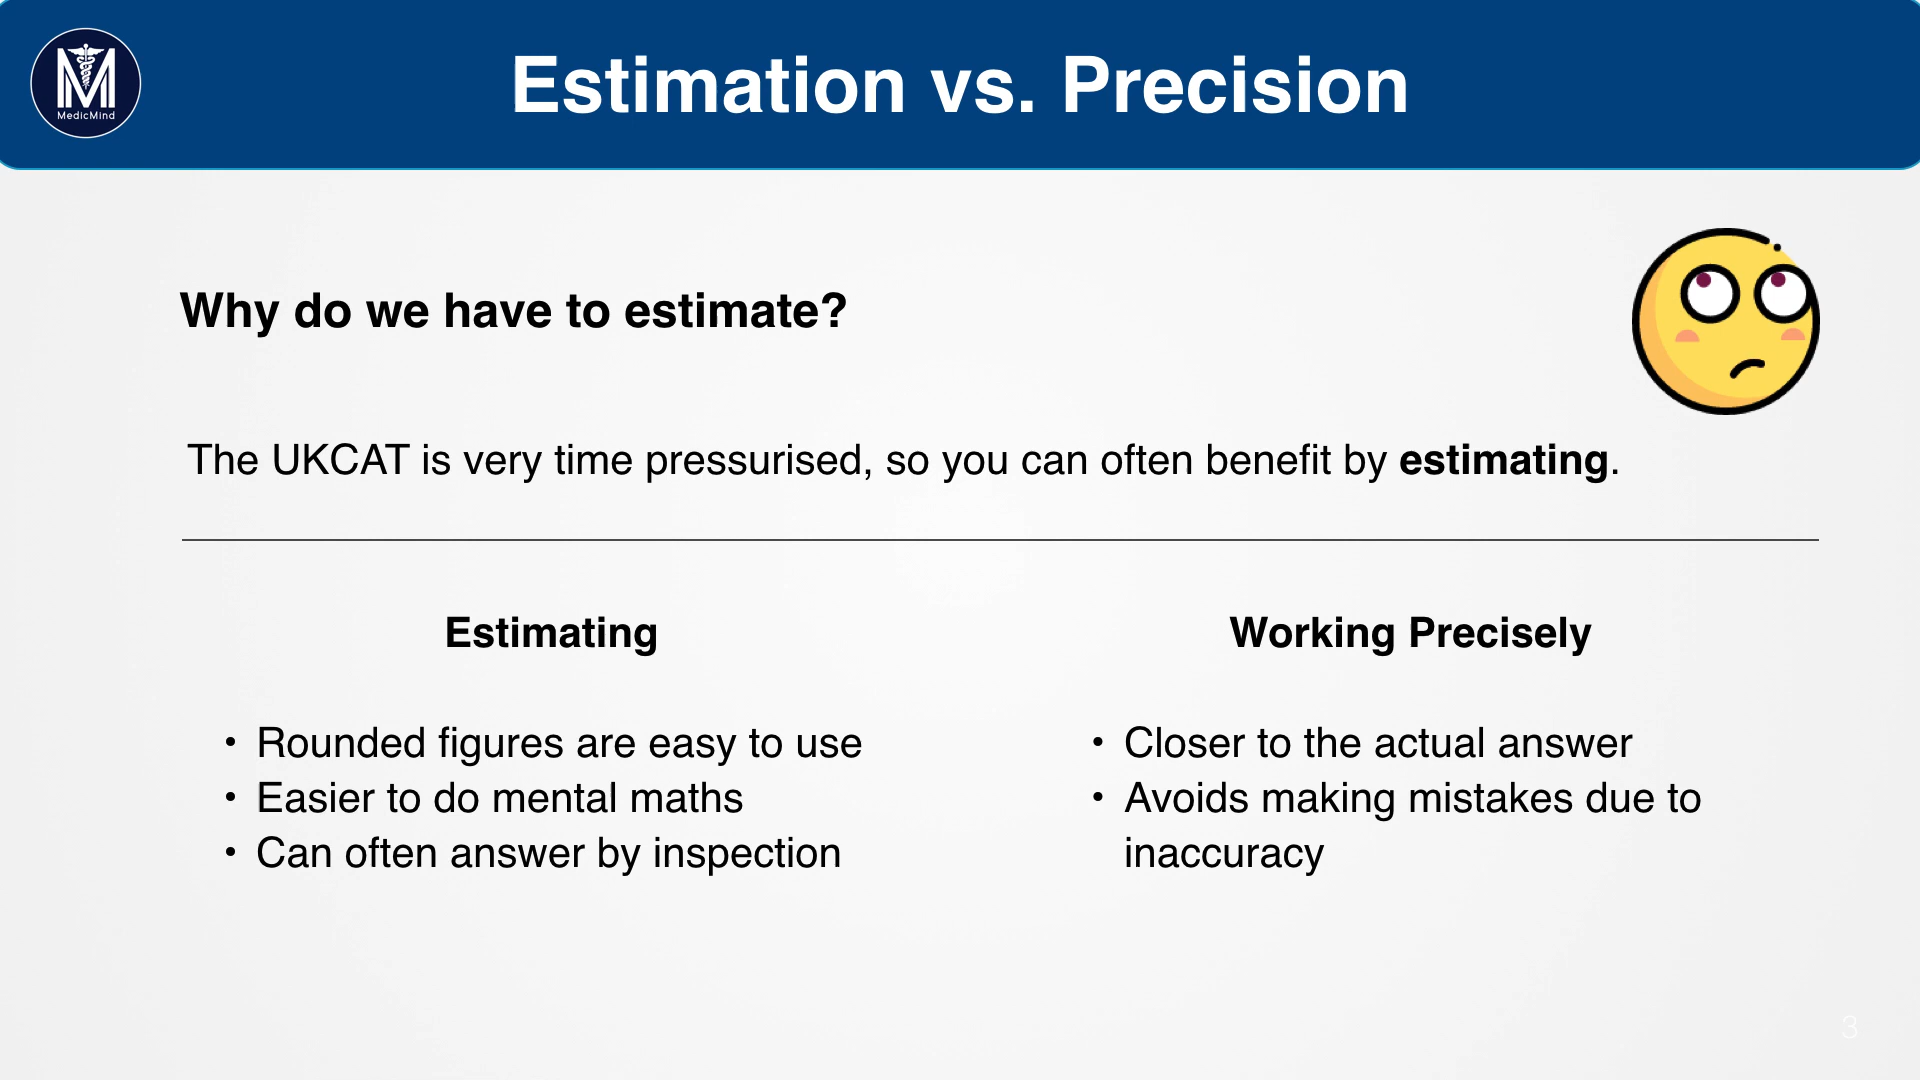 MedicMind
Estimation vs. Precision
Why do we have to estimate?
The UKCAT is very time pressurised, so you can often benefit by estimating.
Estimating
• Rounded figures are easy to use
• Easier to do mental maths
• Can often answer by inspection
Working Precisely
• Closer to the actual answer
• Avoids making mistakes due to
inaccuracy
3